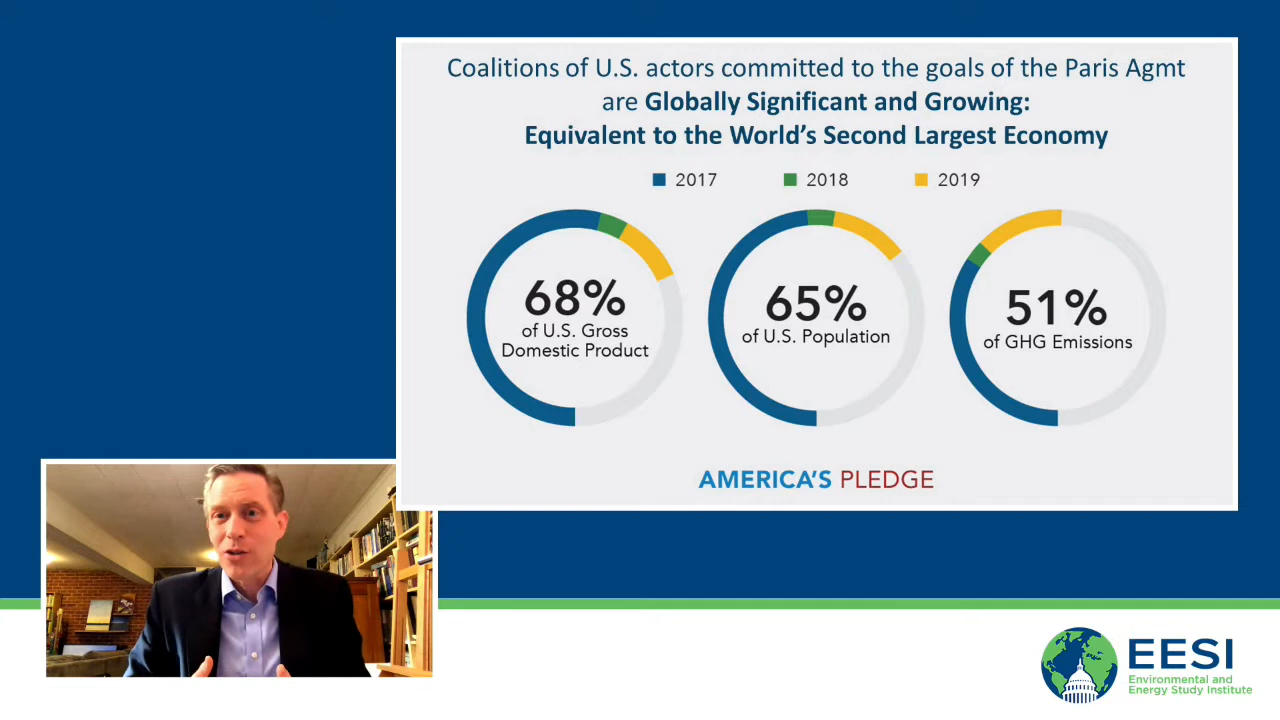 Coalitions of U.S. actors committed to the goals of the Paris Agmt
are Globally Significant and Growing:
Equivalent to the World's Second Largest Economy
2017 2018 2019
68%
of U.S. Gross
Domestic Product
65%
of U.S. Population
51%
of GHG Emissions
AMERICA'S PLEDGE
EESI
Environmental and
Energy Study Institute